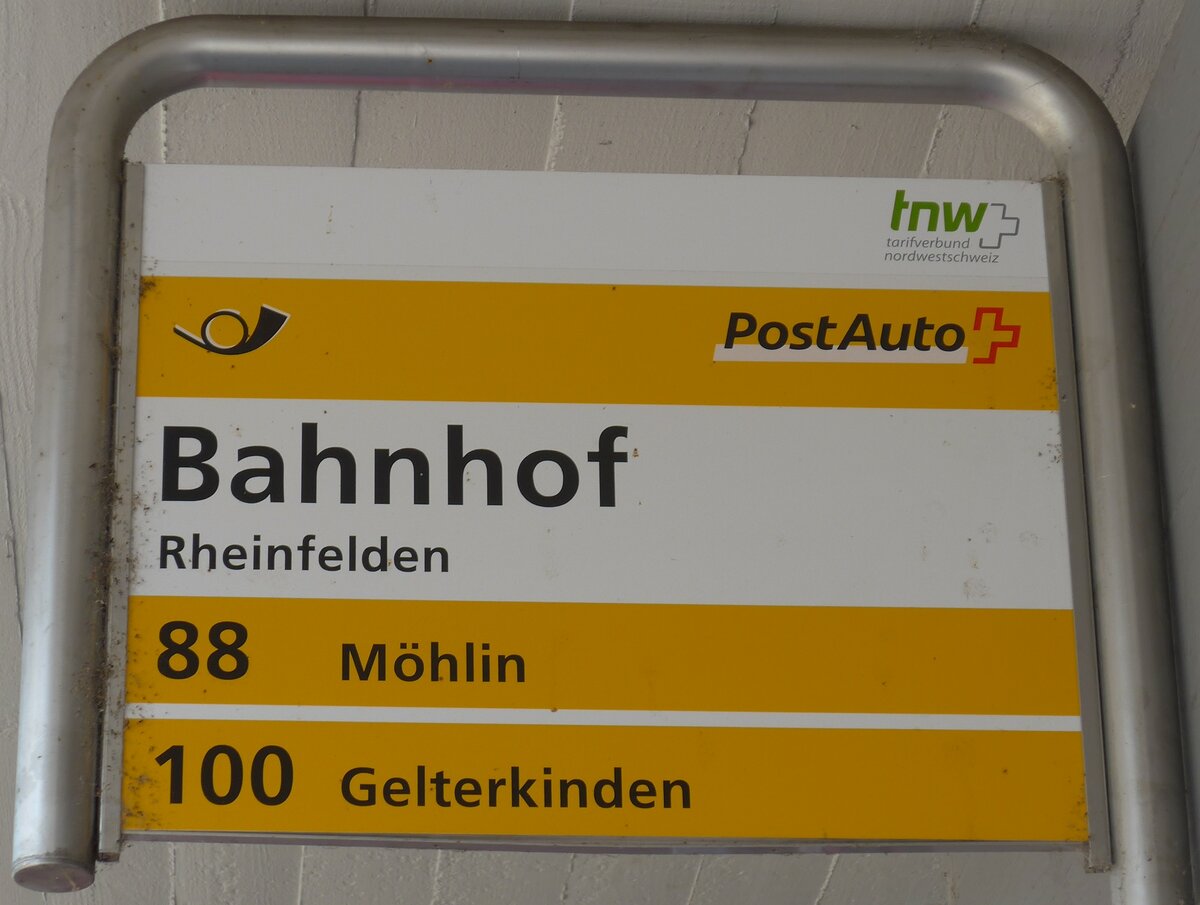 tnw
tarifverbund
nordwestschweiz
PostAuto
Bahnhof
Rheinfelden
88 Möhlin
100 Gelterkinden